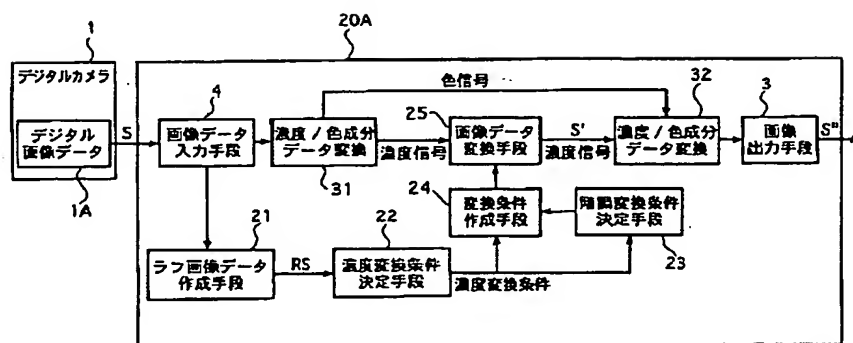 1
20A
デジタルカメラ
デジタル
画像データ
1A
S
4
画像データ
入力手段
濃度/色成分
データ変換
31
濃度信号
色信号
25
画像データ
変換手段
S'
濃度信号
32
濃度/色成分
データ変換
3
画像
出力手段
S"
24
変換条件
作成手段
階調変換条件
決定手段
23
21
ラフ画像データ
作成手段
RS
22
濃度変換条件
決定手段
濃度変換条件